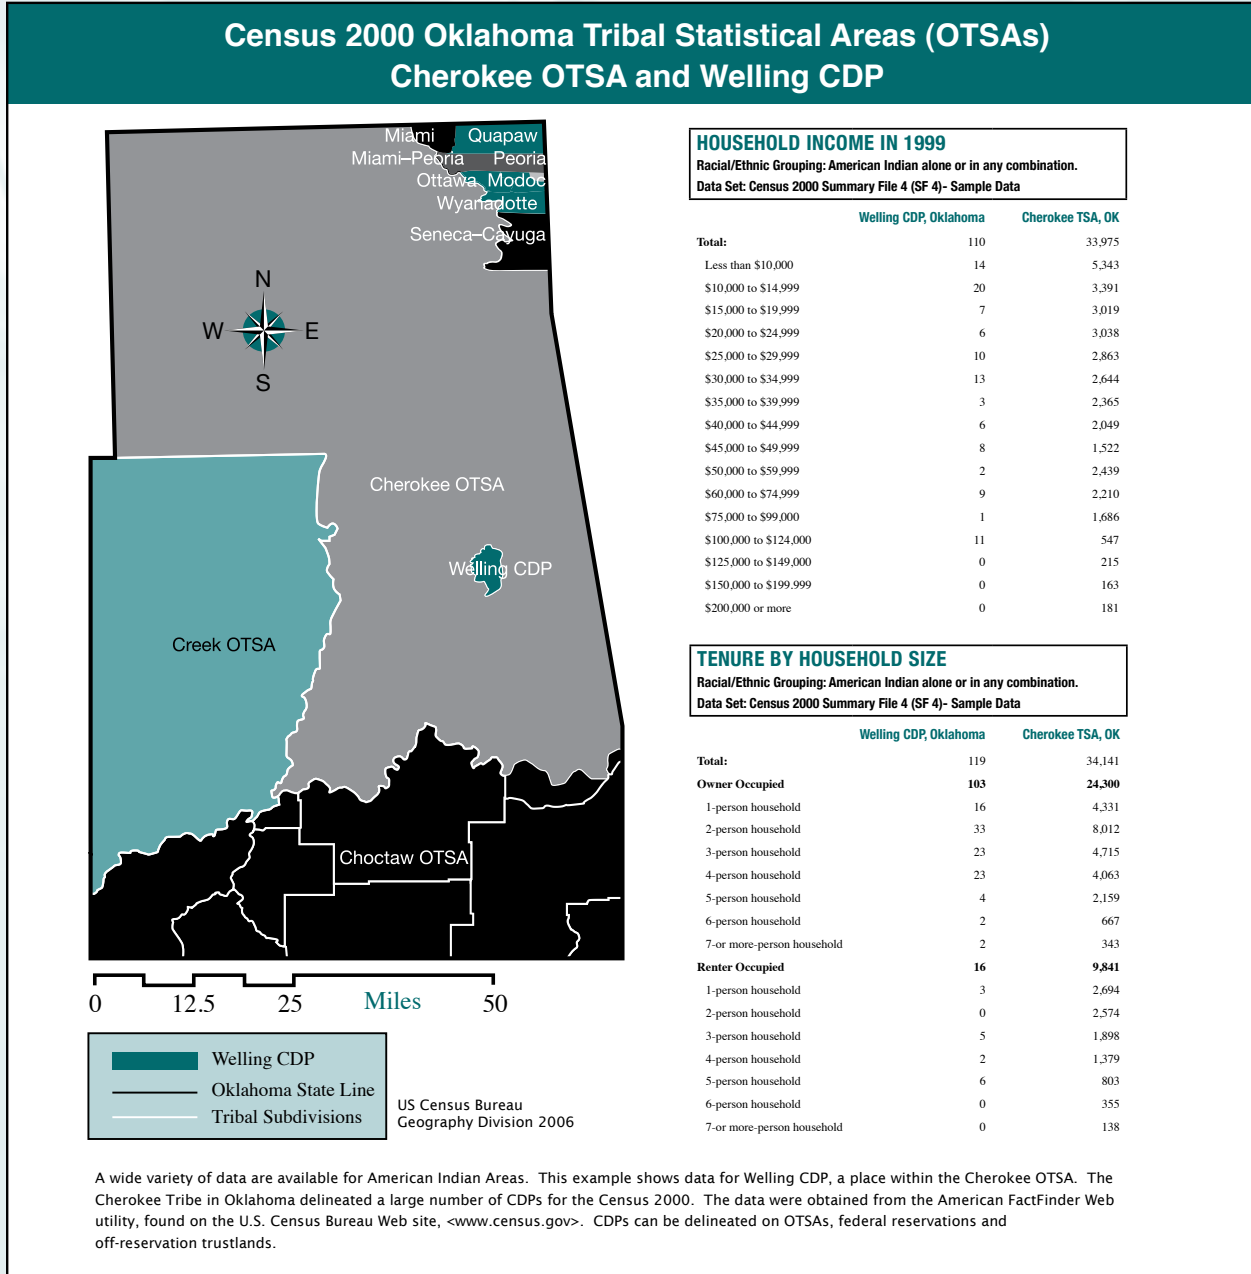 Census 2000 Oklahoma Tribal Statistical Areas (OTSAs)
Cherokee OTSA and Welling CDP
Miami Quapaw
Miami–Peoria Peoria
Ottawa Modoc
Wyanadotte
Seneca–Cayuga
N
W E
S
Cherokee OTSA
Welling CDP
Creek OTSA
Choctaw OTSA
0 12.5 25 Miles 50
Welling CDP
Oklahoma State Line
Tribal Subdivisions
US Census Bureau
Geography Division 2006
HOUSEHOLD INCOME IN 1999
Racial/Ethnic Grouping: American Indian alone or in any combination.
Data Set: Census 2000 Summary File 4 (SF 4)- Sample Data
Welling CDP, Oklahoma Cherokee TSA, OK
Total: 110 33,975
Less than $10,000 14 5,343
$10,000 to $14,999 20 3,391
$15,000 to $19,999 7 3,019
$20,000 to $24,999 6 3,038
$25,000 to $29,999 10 2,863
$30,000 to $34,999 13 2,644
$35,000 to $39,999 3 2,365
$40,000 to $44,999 6 2,049
$45,000 to $49,999 8 1,522
$50,000 to $59,999 2 2,439
$60,000 to $74,999 9 2,210
$75,000 to $99,000 1 1,686
$100,000 to $124,000 11 547
$125,000 to $149,000 0 215
$150,000 to $199.999 0 163
$200,000 or more 0 181
TENURE BY HOUSEHOLD SIZE
Racial/Ethnic Grouping: American Indian alone or in any combination.
Data Set: Census 2000 Summary File 4 (SF 4)- Sample Data
Welling CDP, Oklahoma Cherokee TSA, OK
Total: 119 34,141
Owner Occupied 103 24,300
1-person household 16 4,331
2-person household 33 8,012
3-person household 23 4,715
4-person household 23 4,063
5-person household 4 2,159
6-person household 2 667
7-or more-person household 2 343
Renter Occupied 16 9,841
1-person household 3 2,694
2-person household 0 2,574
3-person household 5 1,898
4-person household 2 1,379
5-person household 6 803
6-person household 0 355
7-or more-person household 0 138
A wide variety of data are available for American Indian Areas. This example shows data for Welling CDP, a place within the Cherokee OTSA. The
Cherokee Tribe in Oklahoma delineated a large number of CDPs for the Census 2000. The data were obtained from the American FactFinder Web
utility, found on the U.S. Census Bureau Web site, <www.census.gov>. CDPs can be delineated on OTSAs, federal reservations and
off-reservation trustlands.